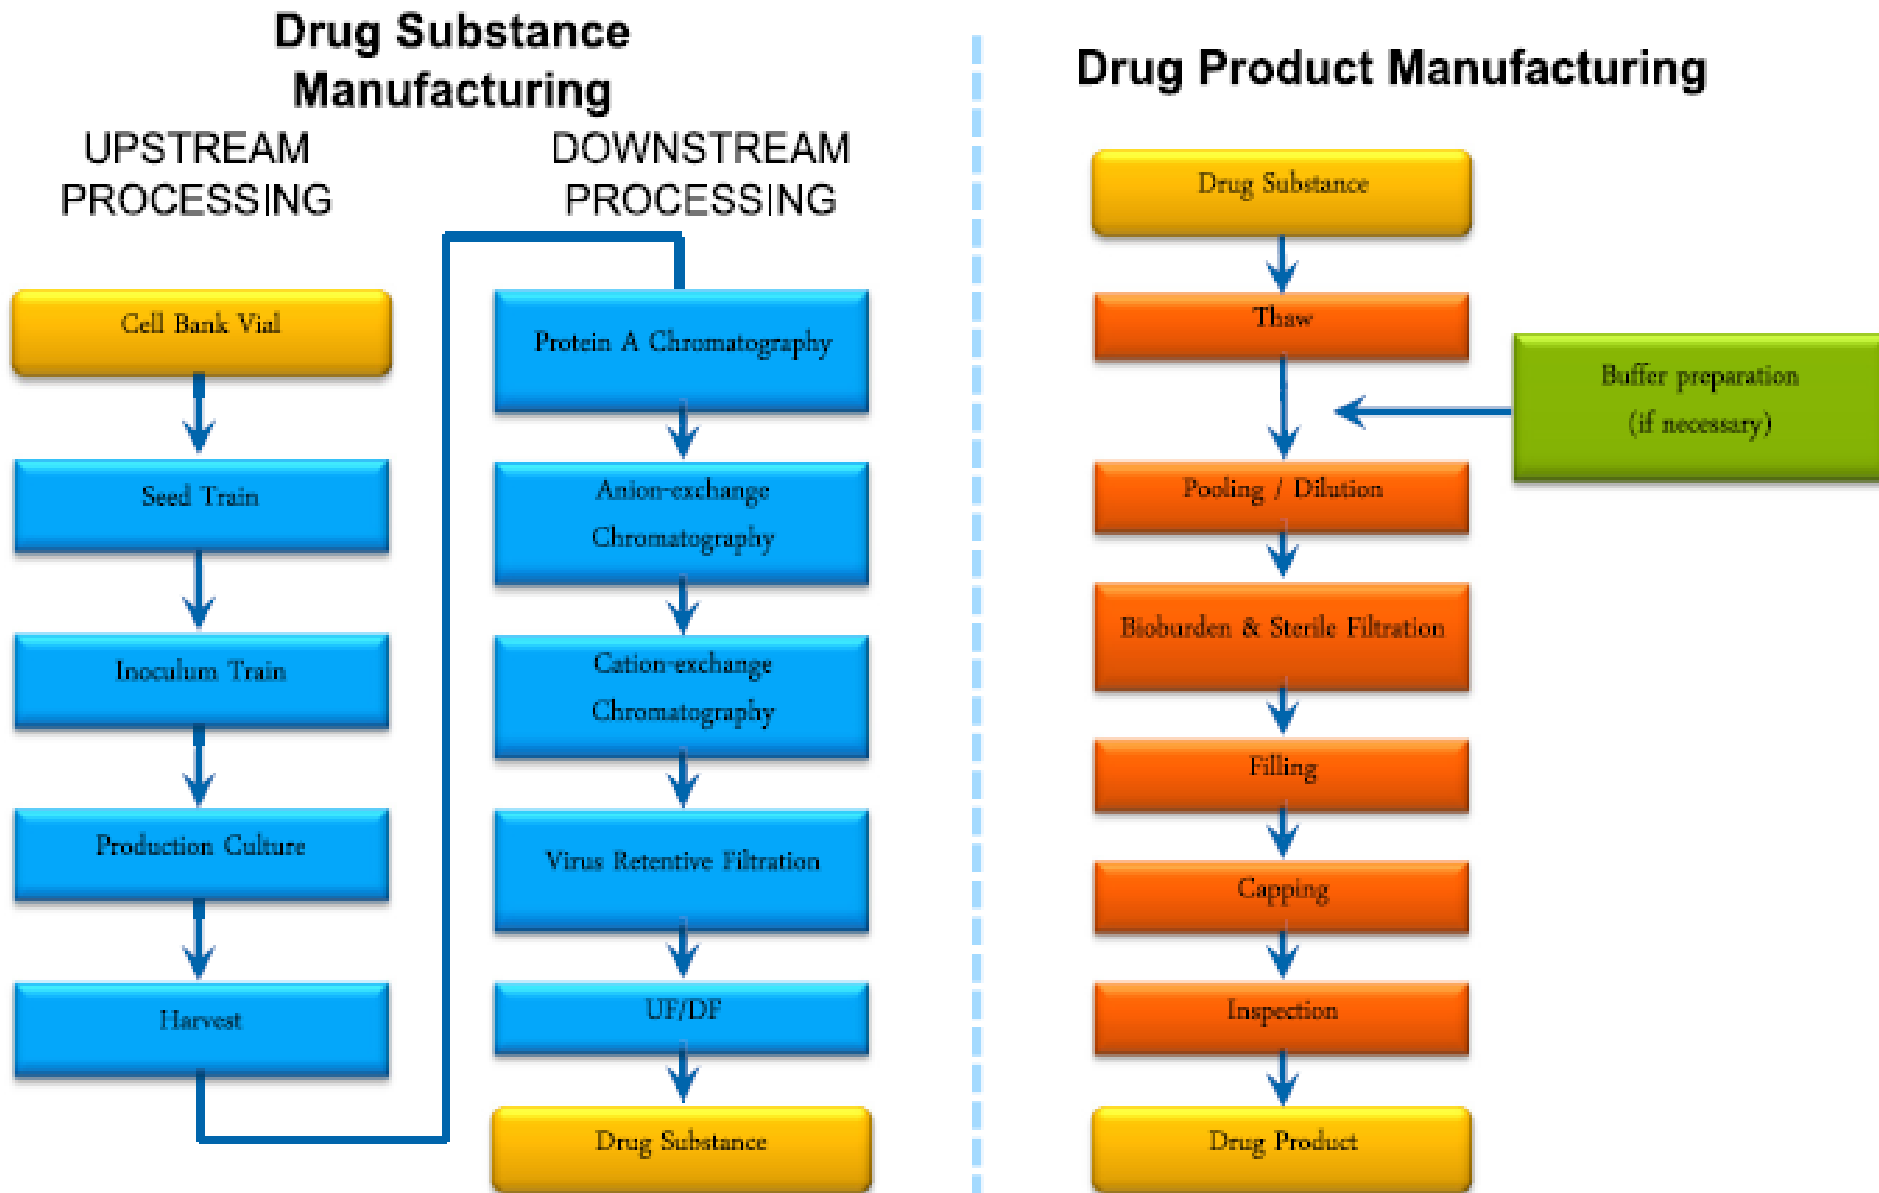 Drug Substance
Manufacturing
UPSTREAM
PROCESSING
Cell Bank Vial
Seed Train
Inoculum Train
Production Culture
Harvest
DOWNSTREAM
PROCESSING
Protein A Chromatography
Anion-exchange
Chromatography
Cation-exchange
Chromatography
Virus Retentive Filtration
UF/DF
Drug Substance
Drug Product Manufacturing
Drug Substance
Thaw
Buffer preparation
(if necessary)
Pooling / Dilution
Bioburden & Sterile Filtration
Filling
Capping
Inspection
Drug Product